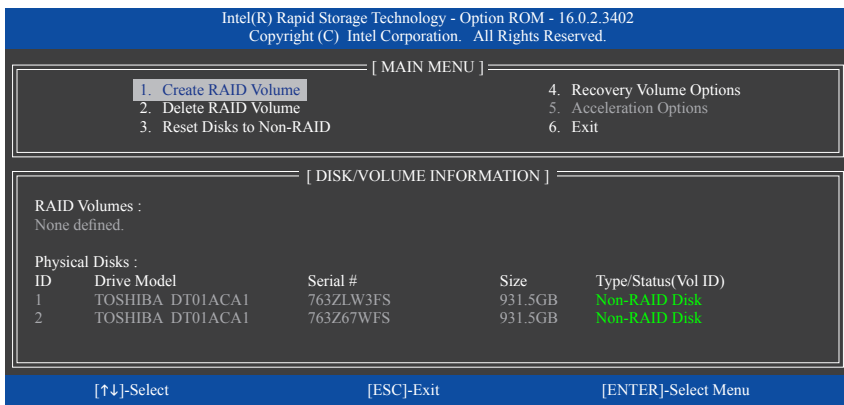 Intel(R) Rapid Storage Technology - Option ROM - 16.0.2.3402
Copyright (C) Intel Corporation. All Rights Reserved.
[ MAIN MENU ]
1. Create RAID Volume
2. Delete RAID Volume
3. Reset Disks to Non-RAID
4. Recovery Volume Options
5. Acceleration Options
6. Exit
[ DISK/VOLUME INFORMATION ]
RAID Volumes :
None defined.
Physical Disks :
ID Drive Model Serial # Size Type/Status(Vol ID)
1 TOSHIBA DT01ACA1 763ZLW3FS 931.5GB Non-RAID Disk
2 TOSHIBA DT01ACA1 763Z67WFS 931.5GB Non-RAID Disk
[↑↓]-Select [ESC]-Exit [ENTER]-Select Menu